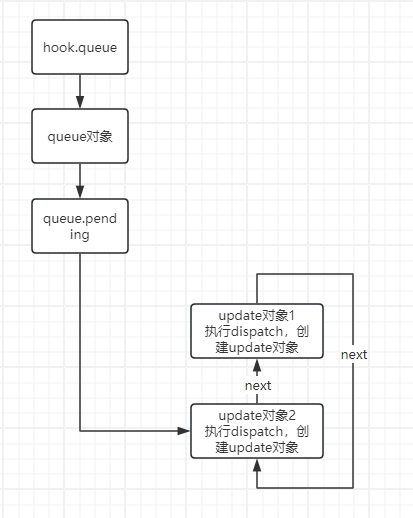 hook.queue
queue对象
queue.pend
ing
update对象1
执行dispatch，创
建update对象
next
next
update对象2
执行dispatch，创
建update对象